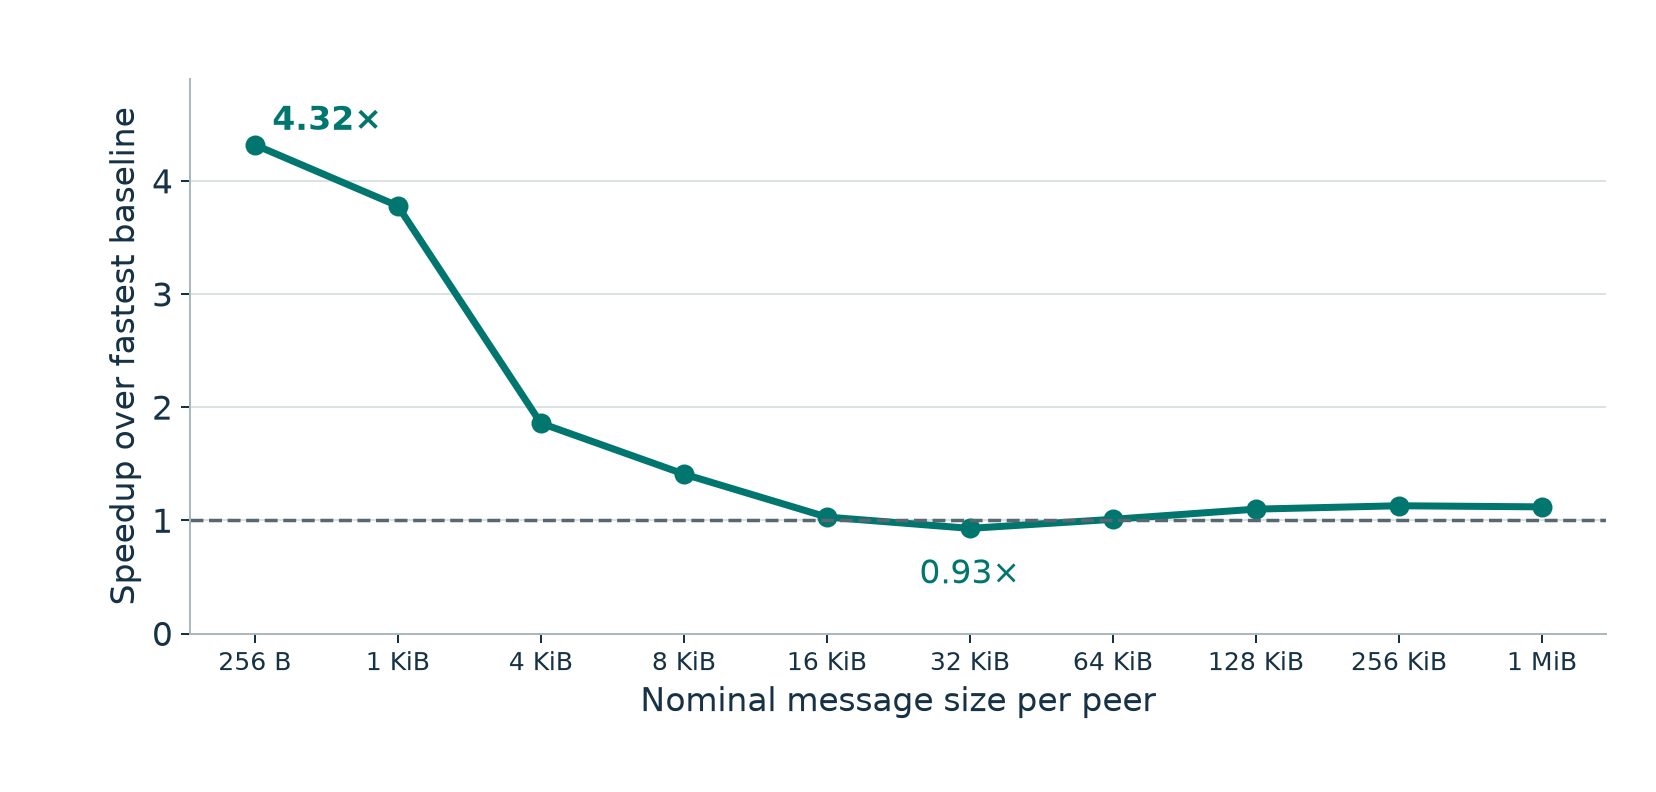 4.32×
Speedup over fastest baseline
4
3
2
1
0
0.93×
256 B
1 KiB
4 KiB
8 KiB
16 KiB
32 KiB
64 KiB
128 KiB
256 KiB
1 MiB
Nominal message size per peer